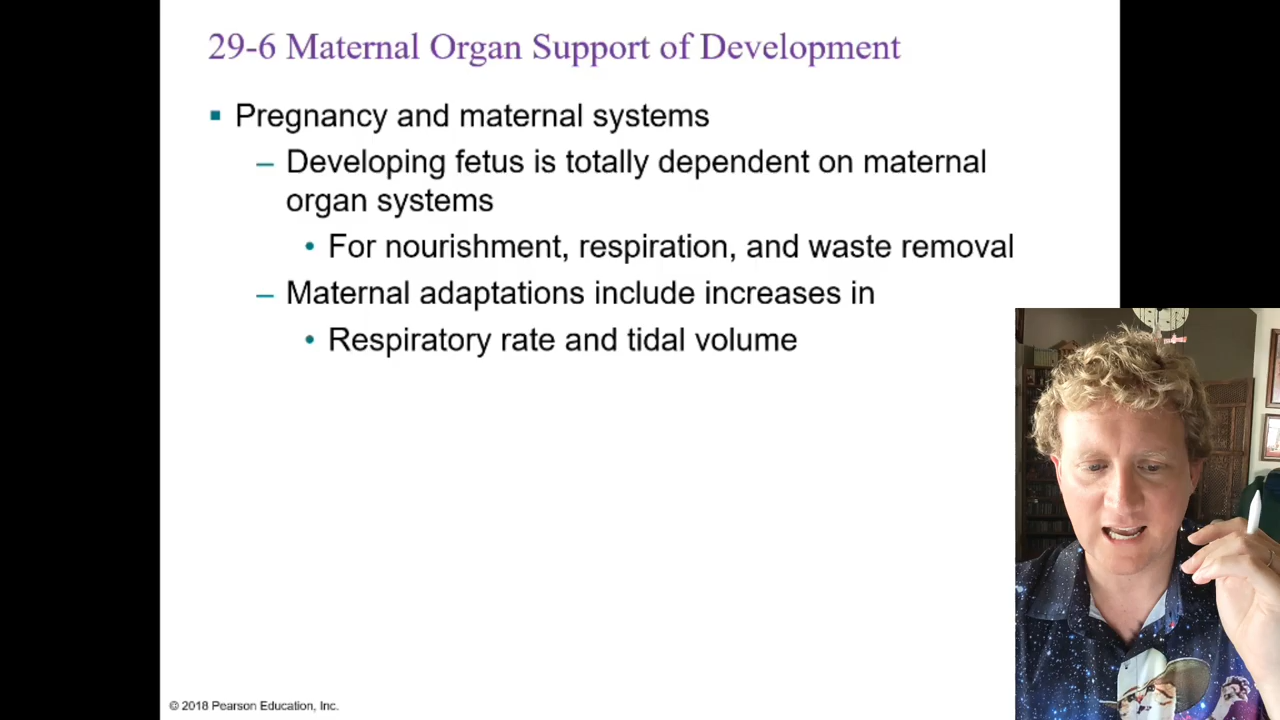 29-6 Maternal Organ Support of Development
▪ Pregnancy and maternal systems
– Developing fetus is totally dependent on maternal
organ systems
• For nourishment, respiration, and waste removal
– Maternal adaptations include increases in
• Respiratory rate and tidal volume
© 2018 Pearson Education, Inc.